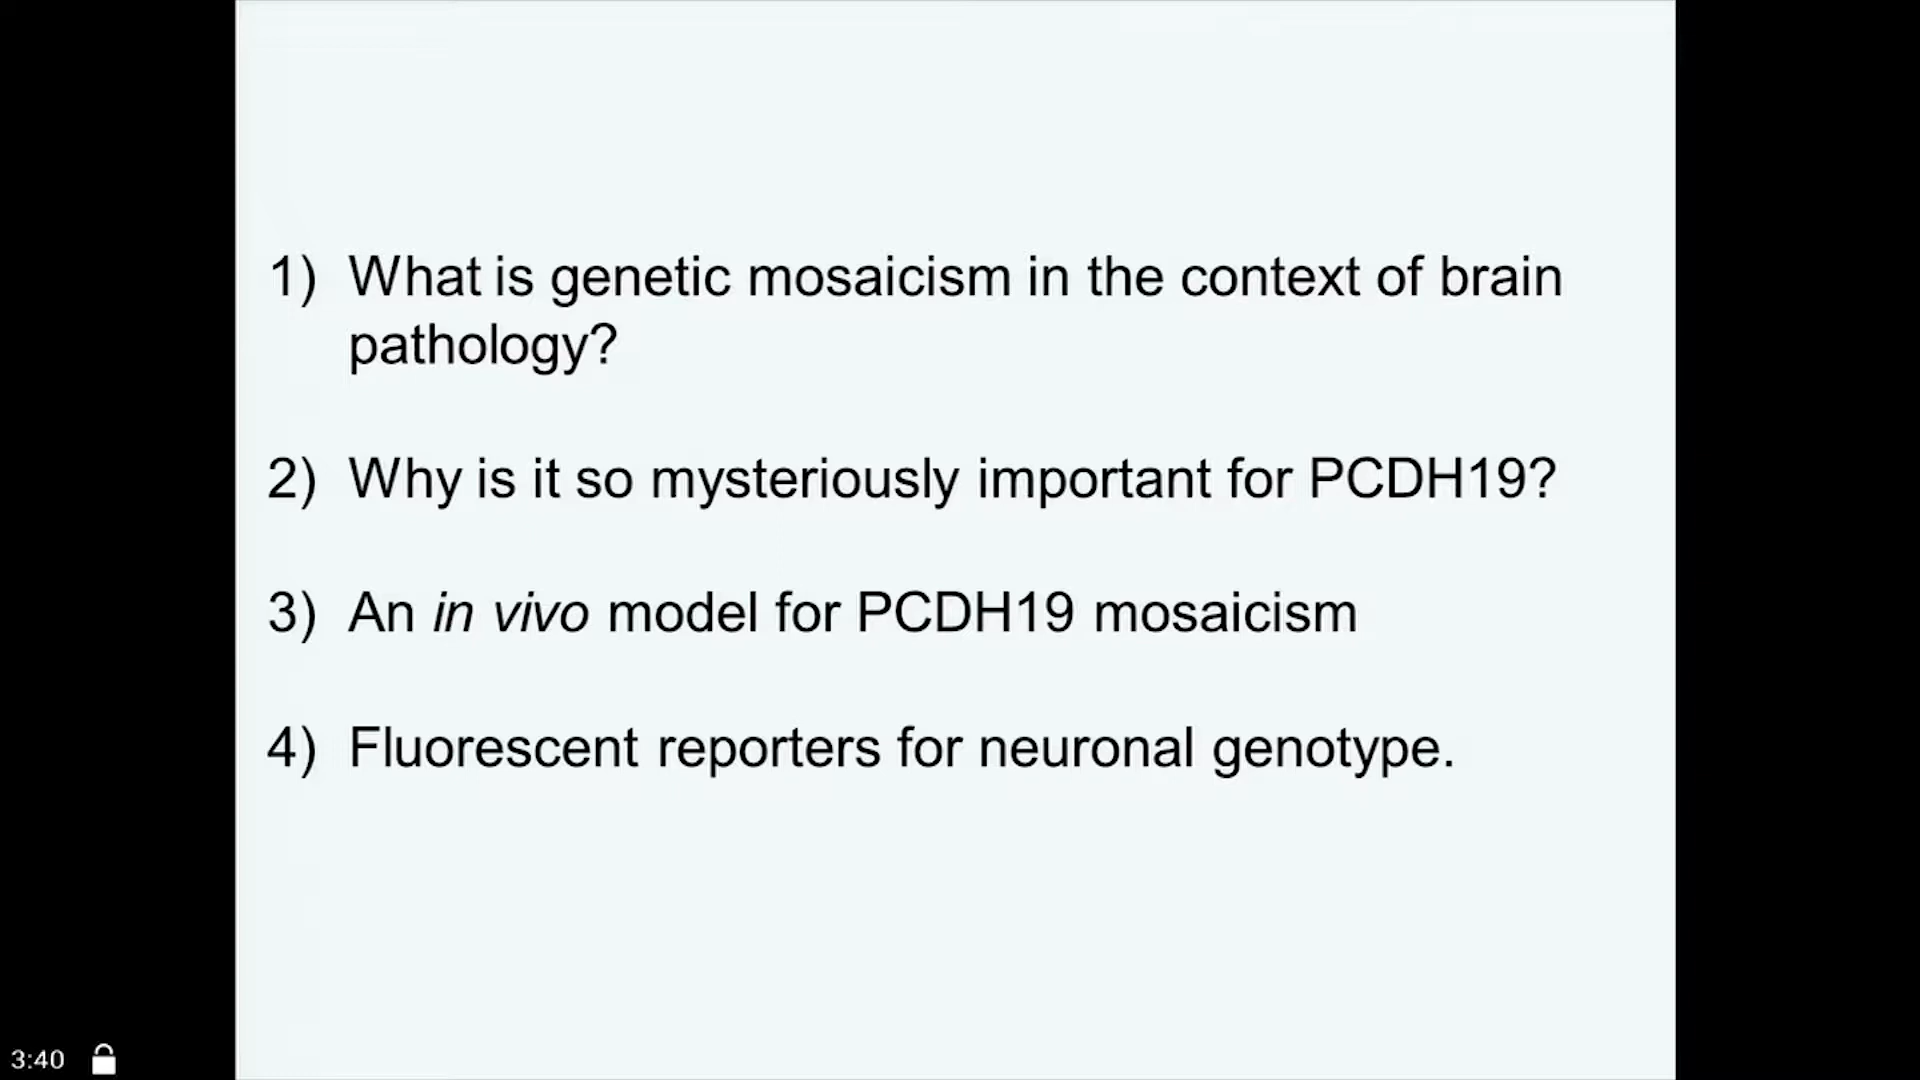 1) What is genetic mosaicism in the context of brain
pathology?
2) Why is it so mysteriously important for PCDH19?
3) An in vivo model for PCDH19 mosaicism
4) Fluorescent reporters for neuronal genotype.
3:40